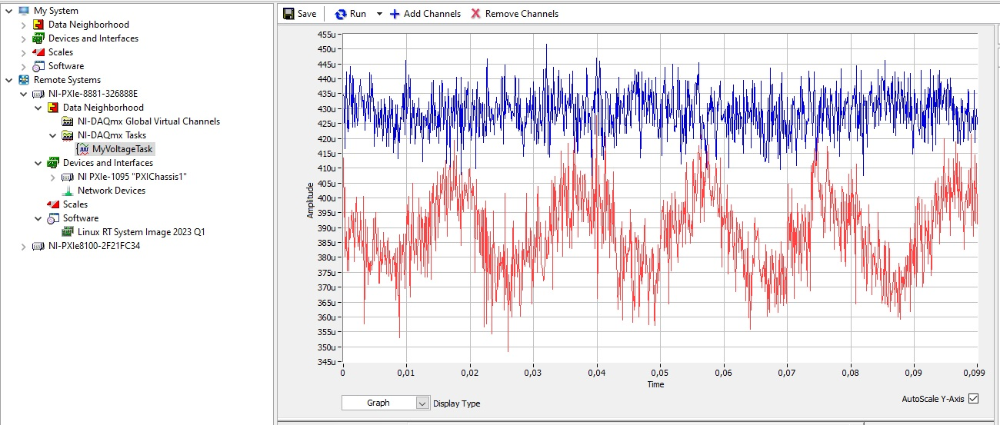 My System
Data Neighborhood
Devices and Interfaces
Scales
Software
Remote Systems
NI-PXIe-8881-326888E
Data Neighborhood
NI-DAQmx Global Virtual Channels
NI-DAQmx Tasks
MyVoltageTask
Devices and Interfaces
NI PXIe-1095 "PXIChassis1"
Network Devices
Scales
Software
Linux RT System Image 2023 Q1
NI-PXIe8100-2F21FC34
Save Run Add Channels Remove Channels
455u
450u
445u
440u
435u
430u
425u
420u
415u
410u
405u
400u
395u
390u
385u
380u
375u
370u
365u
360u
355u
350u
345u
Amplitude
0 0,01 0,02 0,03 0,04 0,05 0,06 0,07 0,08 0,09 0,099
Time
Graph Display Type
AutoScale Y-Axis